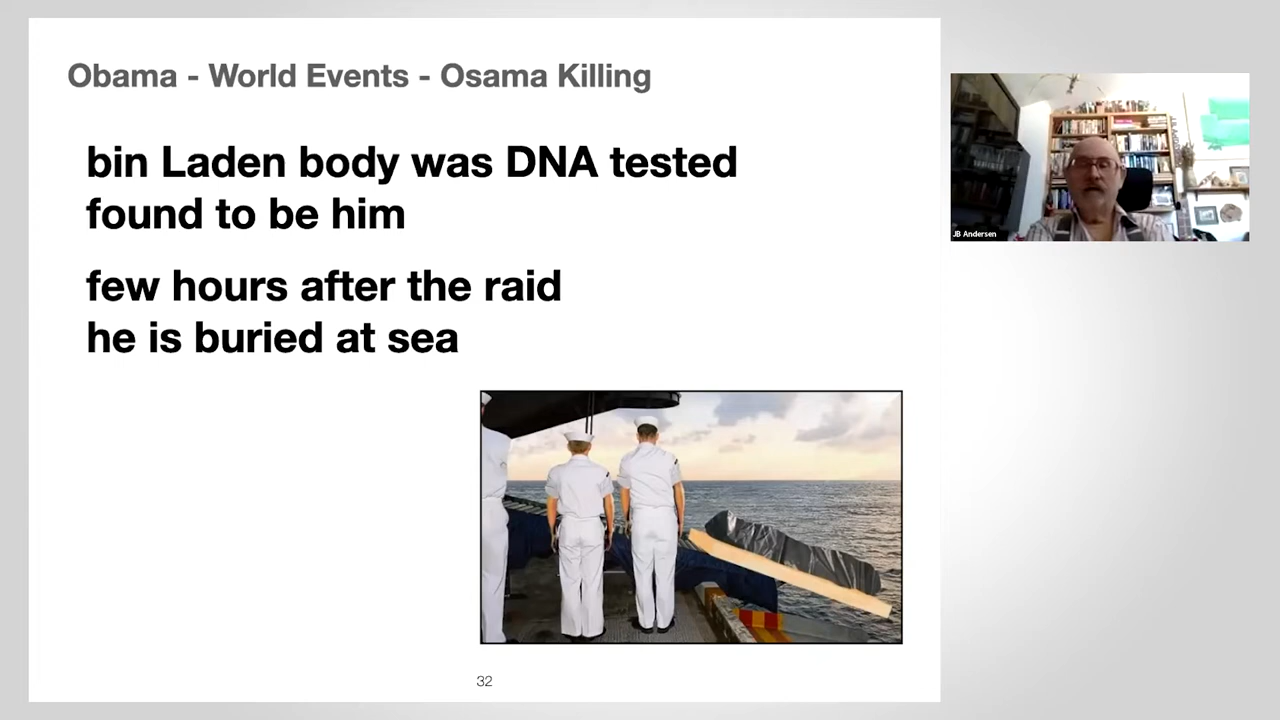 Obama - World Events - Osama Killing
bin Laden body was DNA tested
found to be him
few hours after the raid
he is buried at sea
32
JB Andersen